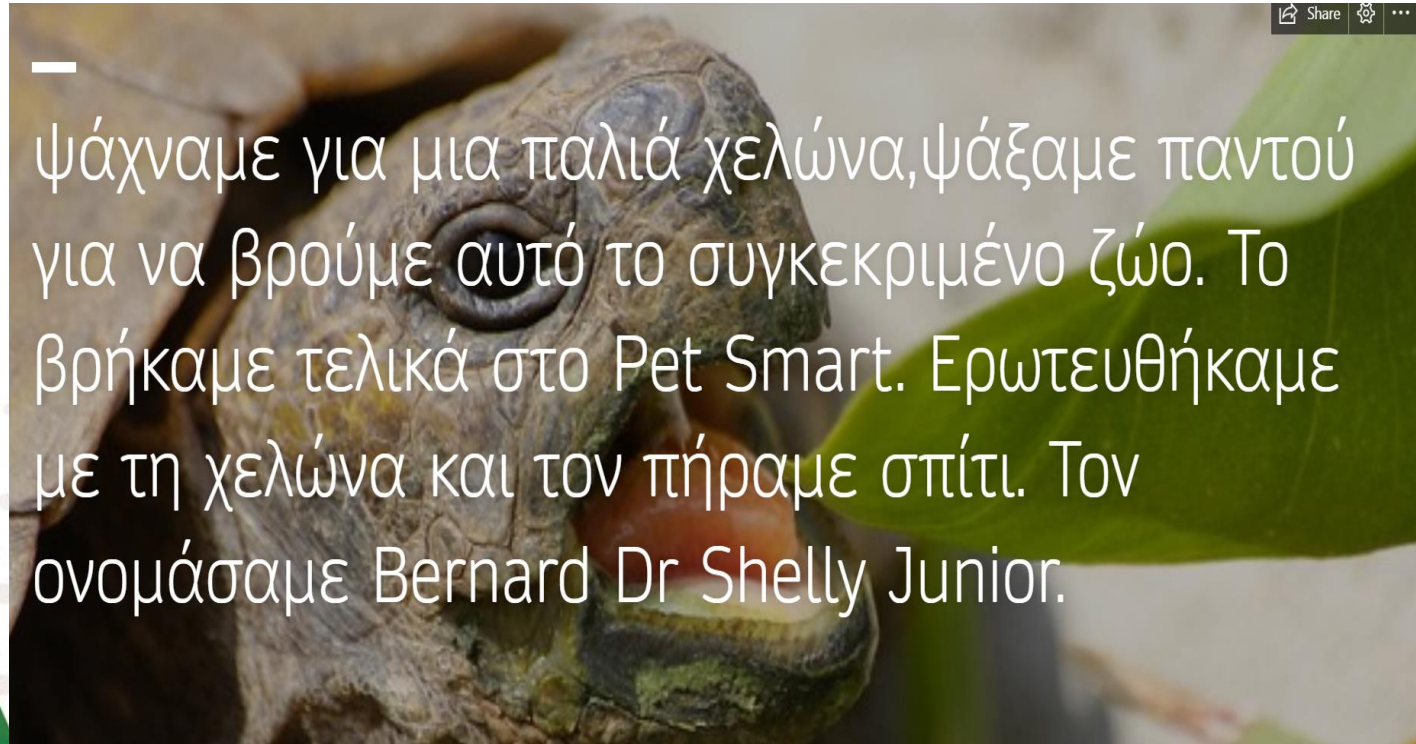 Share
ψάχναμε για μια παλιά χελώνα,ψάξαμε παντού
για να βρούμε αυτό το συγκεκριμένο ζώο. Το
βρήκαμε τελικά στο Pet Smart. Ερωτευθήκαμε
με τη χελώνα και τον πήραμε σπίτι. Τον
ονομάσαμε Bernard Dr Shelly Junior.